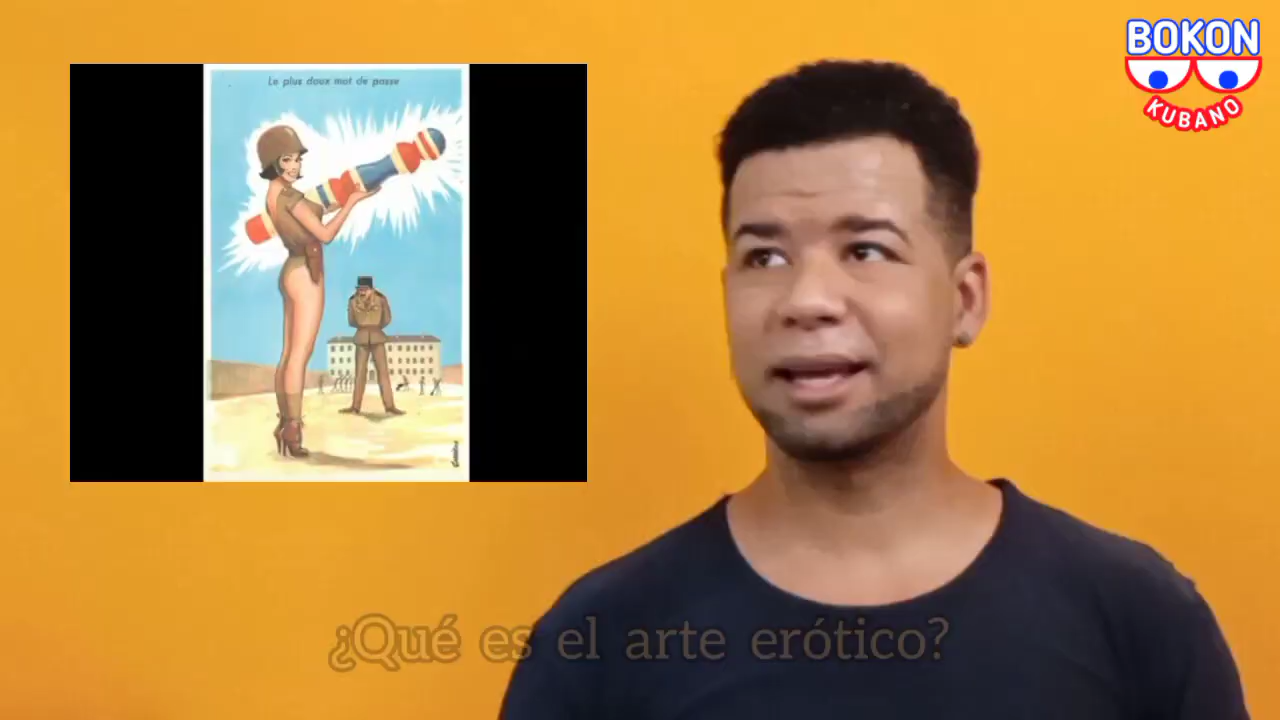 BOKON
KUBANO
Le plus doux mot de passe
¿Qué es el arte erótico?